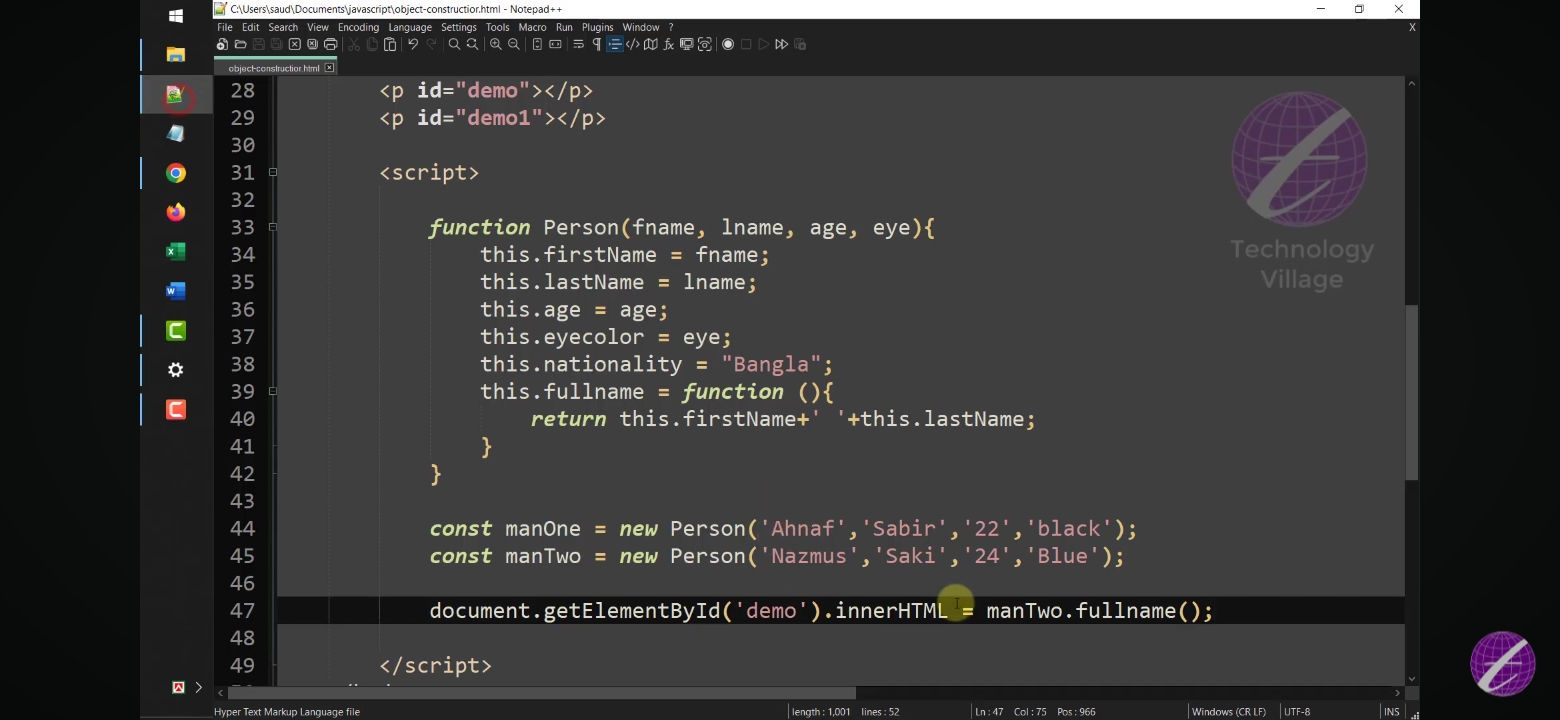 C:\Users\saud\Documents\javascript\object-constructior.html - Notepad++
File Edit Search View Encoding Language Settings Tools Macro Run Plugins Window ? X
object-constructior.html
28 <p id="demo"></p>
29 <p id="demo1"></p>
30
31 <script>
32
33 function Person(fname, lname, age, eye){
34 this.firstName = fname;
35 this.lastName = lname;
36 this.age = age;
37 this.eyecolor = eye;
38 this.nationality = "Bangla";
39 this.fullname = function (){
40 return this.firstName+' '+this.lastName;
41 }
42 }
43
44 const manOne = new Person('Ahnaf','Sabir','22','black');
45 const manTwo = new Person('Nazmus','Saki','24','Blue');
46
47 document.getElementById('demo').innerHTML = manTwo.fullname();
48
49 </script>
Technology
Village
Hyper Text Markup Language file length : 1,001 lines : 52 Ln : 47 Col : 75 Pos : 966 Windows (CR LF) UTF-8 INS